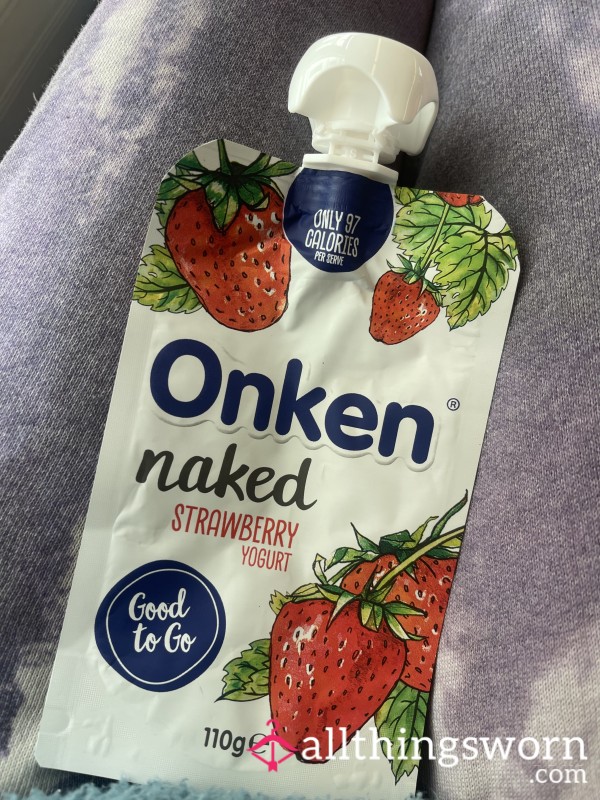 ONLY 97
CALORIES
PER SERVE
Onken®
naked
STRAWBERRY
YOGURT
Good
to Go
110g℮
allthingsworn
.com